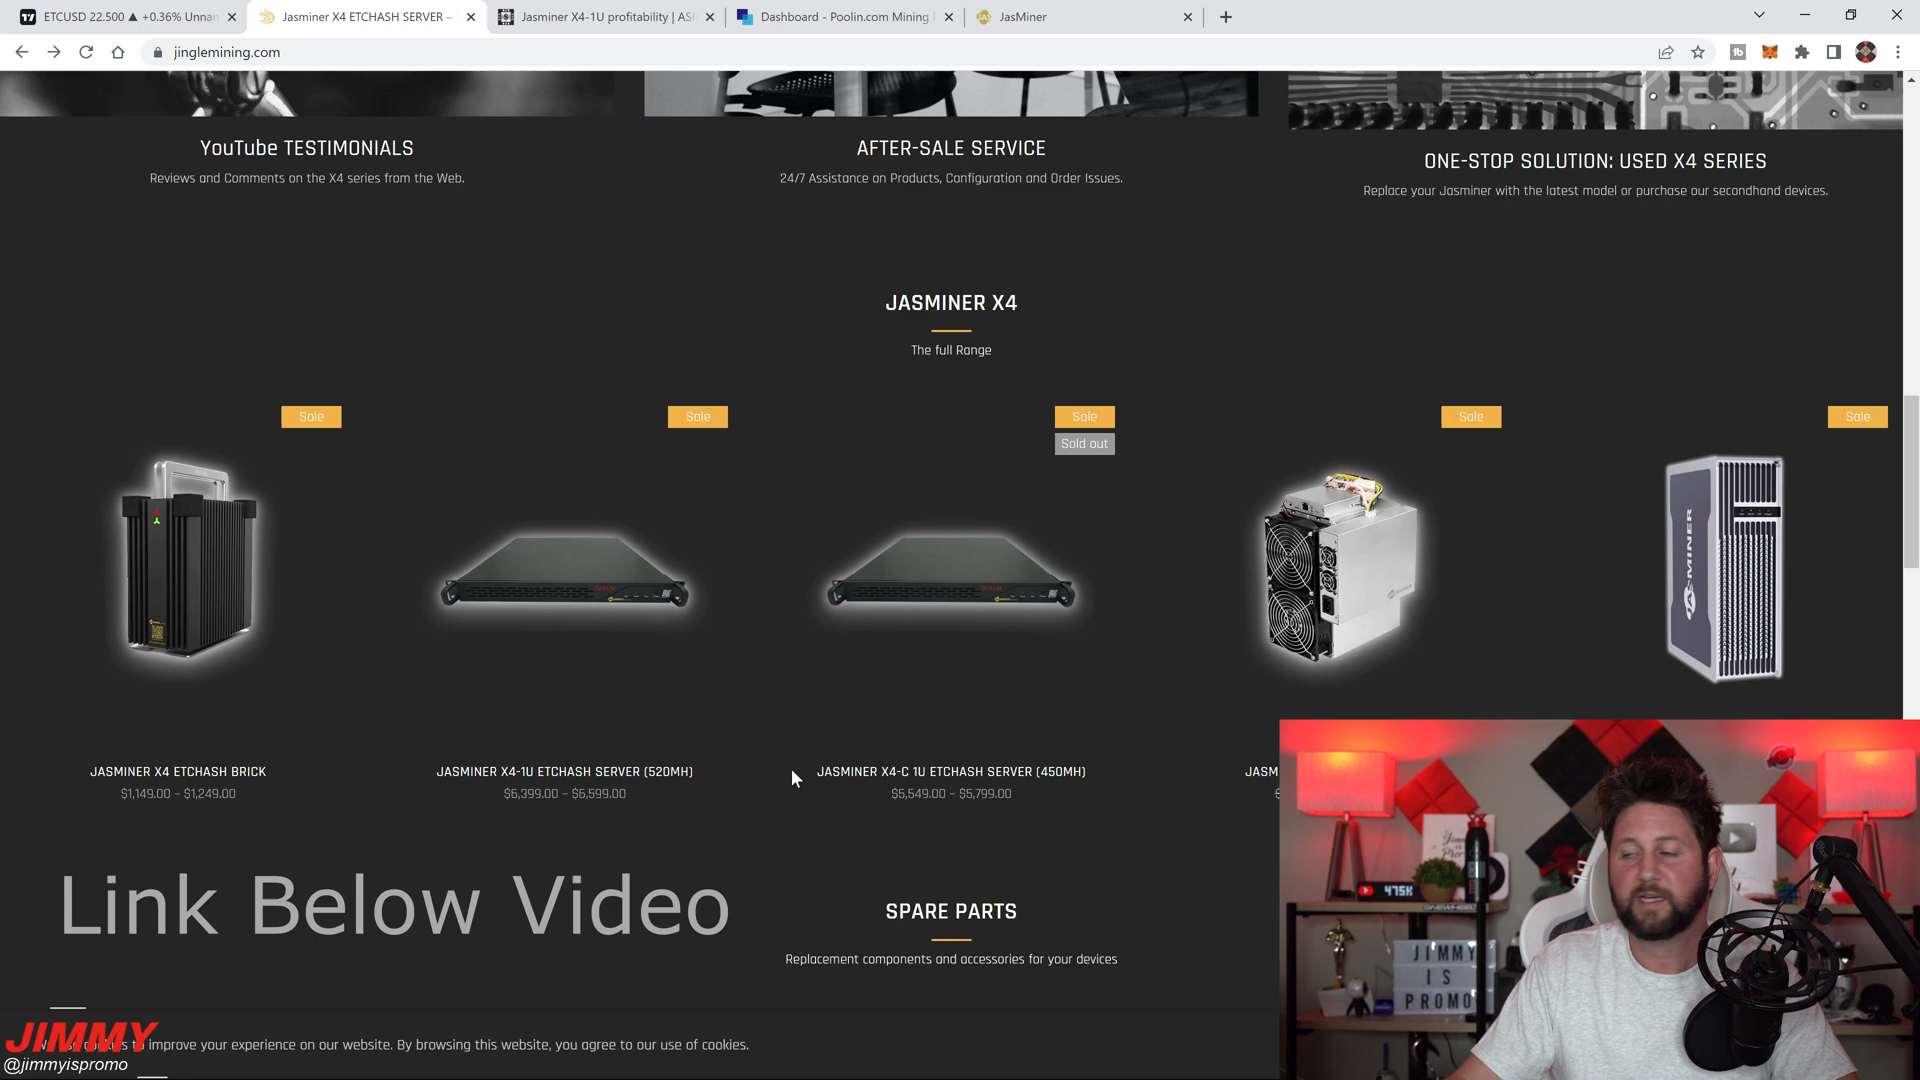 ETCUSD 22.500 ▲ +0.36% Unnan
Jasminer X4 ETCHASH SERVER –
Jasminer X4-1U profitability | ASI
Dashboard - Poolin.com Mining
JasMiner
jinglemining.com
YouTube TESTIMONIALS
Reviews and Comments on the X4 series from the Web.
AFTER-SALE SERVICE
24/7 Assistance on Products, Configuration and Order Issues.
ONE-STOP SOLUTION: USED X4 SERIES
Replace your Jasminer with the latest model or purchase our secondhand devices.
JASMINER X4
The full Range
Sale
Sale
Sale
Sold out
Sale
Sale
JASMINER
JASMINER X4 ETCHASH BRICK
$1,149.00 – $1,249.00
JASMINER X4-1U ETCHASH SERVER (520MH)
$6,399.00 – $6,599.00
JASMINER X4-C 1U ETCHASH SERVER (450MH)
$5,549.00 – $5,799.00
JASM
Link Below Video
SPARE PARTS
Replacement components and accessories for your devices
475K
ONEWHEEL
JIMMY
IS
PROMO
JIMMY
to improve your experience on our website. By browsing this website, you agree to our use of cookies.
@jimmyispromo